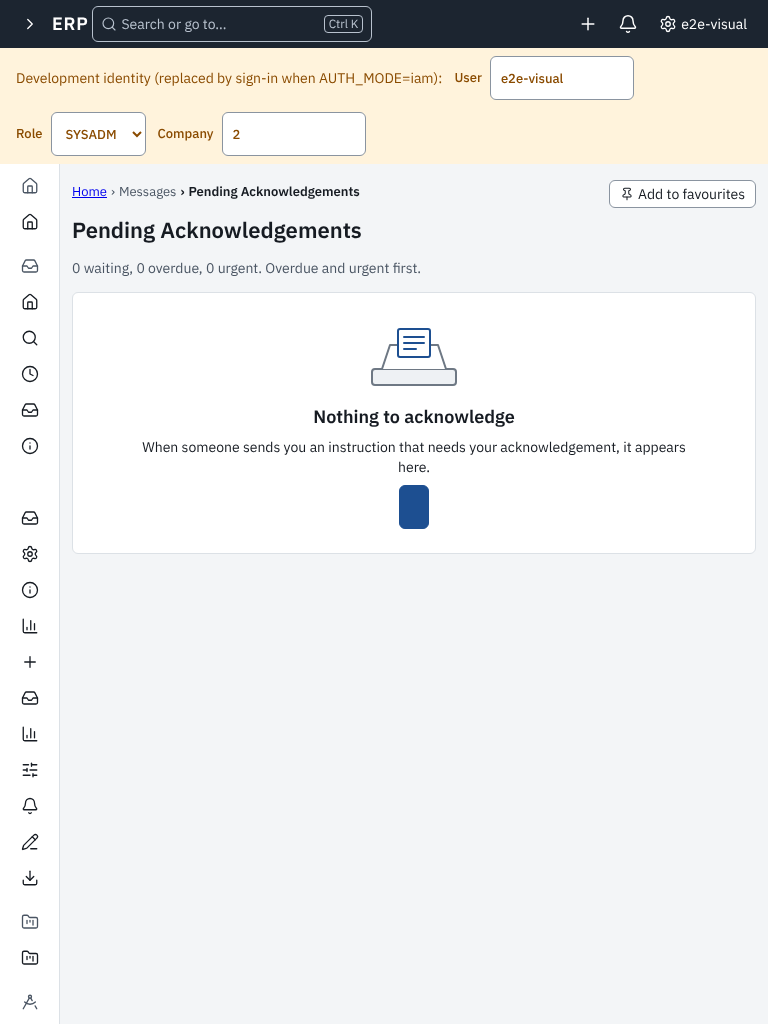 ERP
Search or go to...
Ctrl K
e2e-visual
Development identity (replaced by sign-in when AUTH_MODE=iam):
User
e2e-visual
Role
SYSADM
Company
2
Home › Messages › Pending Acknowledgements
Add to favourites
Pending Acknowledgements
0 waiting, 0 overdue, 0 urgent. Overdue and urgent first.
Nothing to acknowledge
When someone sends you an instruction that needs your acknowledgement, it appears
here.